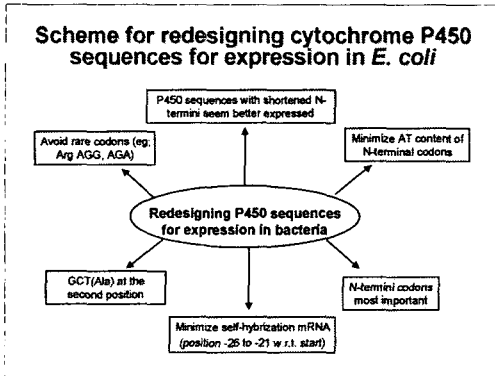 Scheme for redesigning cytochrome P450
sequences for expression in E. coli
P450 sequences with shortened N-
termini seem better expressed
Avoid rare codons (eg;
Arg AGG, AGA)
Minimize AT content of
N-terminal codons
Redesigning P450 sequences
for expression in bacteria
GCT(Ala) at the
second position
N-termini codons
most important
Minimize self-hybrization mRNA
(position -26 to -21 w r.t. start)